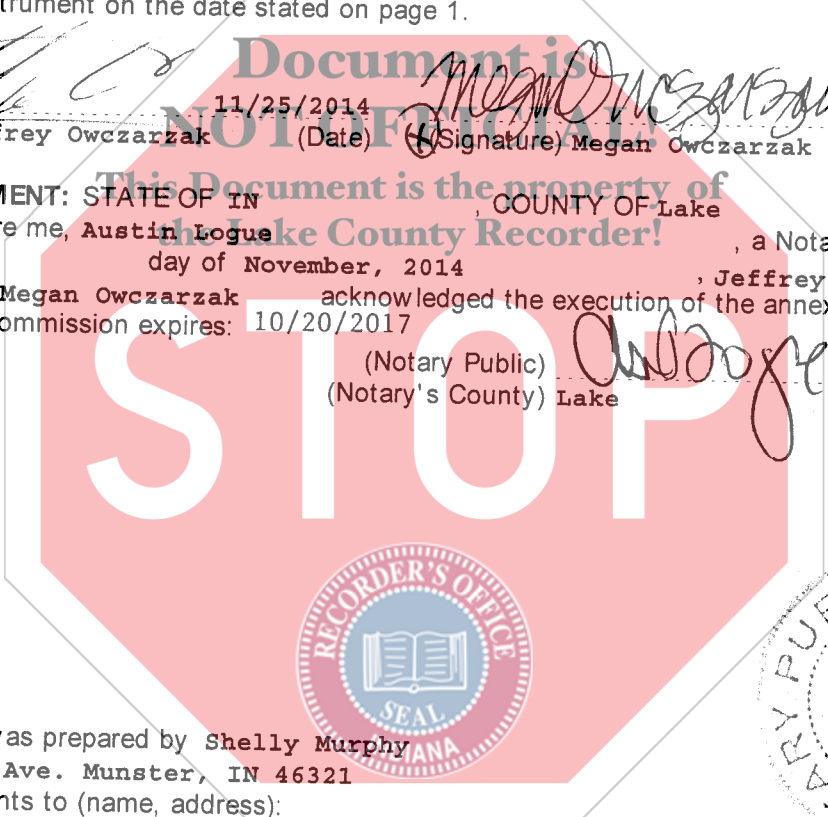 trument on the date stated on page 1.
Document is
11/25/2014 Megan Owczarzak
NOT OFFICIAL!
frey Owczarzak (Date) (Signature) Megan Owczarzak
This Document is the property of
MENT: STATE OF IN , COUNTY OF Lake
the Lake County Recorder!
re me, Austin Logue , a Nota
day of November, 2014 , Jeffrey
Megan Owczarzak acknowledged the execution of the annex
ommission expires: 10/20/2017
STOP
(Notary Public)
(Notary's County) Lake
RECORDER'S OFFICE
SEAL
INDIANA
ARY PU
as prepared by Shelly Murphy
Ave. Munster, IN 46321
nts to (name, address):